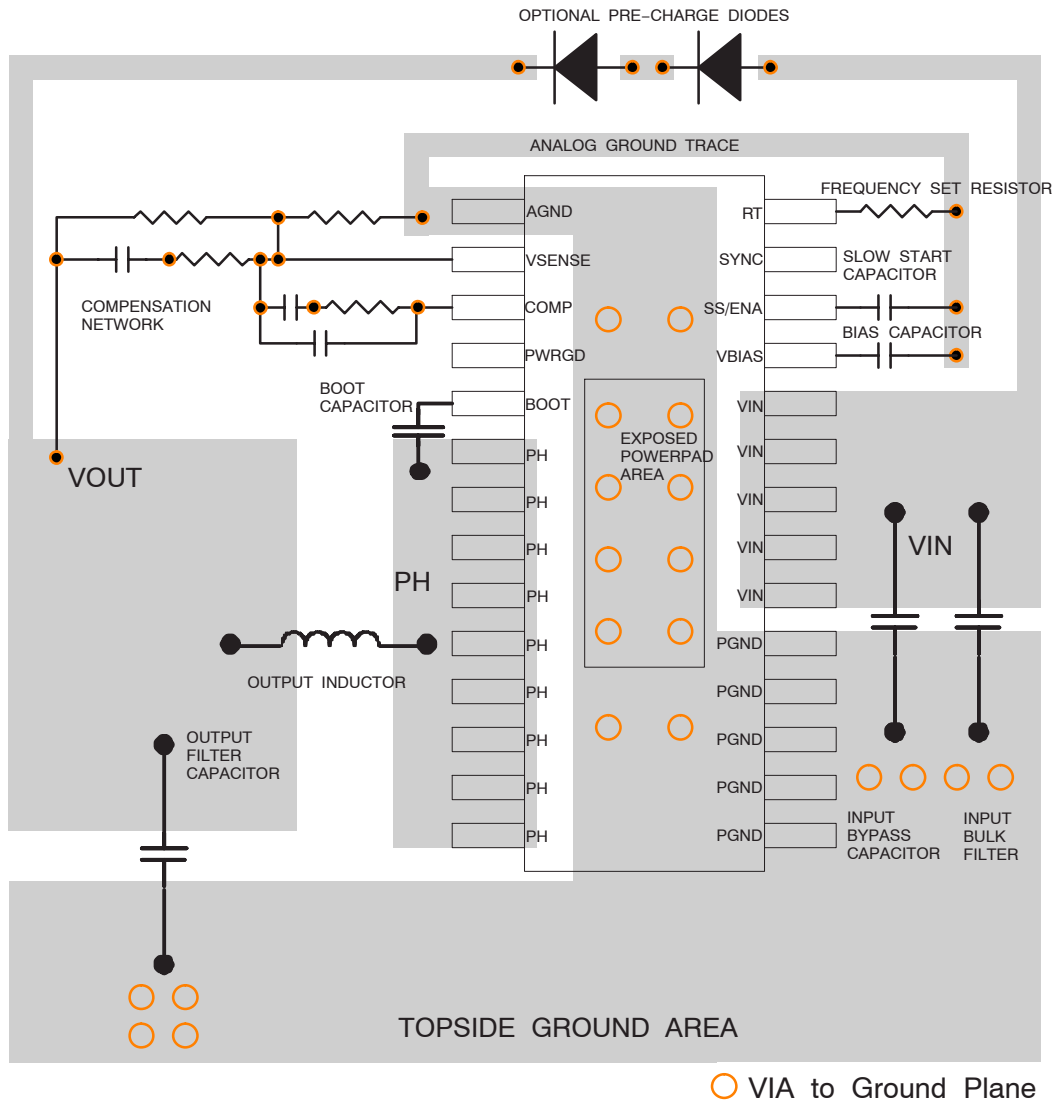 OPTIONAL PRE–CHARGE DIODES
ANALOG GROUND TRACE
FREQUENCY SET RESISTOR
AGND
RT
VSENSE
SYNC
SLOW START
CAPACITOR
COMPENSATION
NETWORK
COMP
SS/ENA
BIAS CAPACITOR
PWRGD
VBIAS
BOOT
CAPACITOR
BOOT
VIN
EXPOSED
POWERPAD
AREA
PH
VIN
VOUT
PH
VIN
PH
VIN
VIN
PH
PH
VIN
PH
PGND
OUTPUT INDUCTOR
PH
PGND
OUTPUT
FILTER
CAPACITOR
PH
PGND
PH
PGND
PH
PGND
INPUT
BYPASS
CAPACITOR
INPUT
BULK
FILTER
TOPSIDE GROUND AREA
VIA to Ground Plane